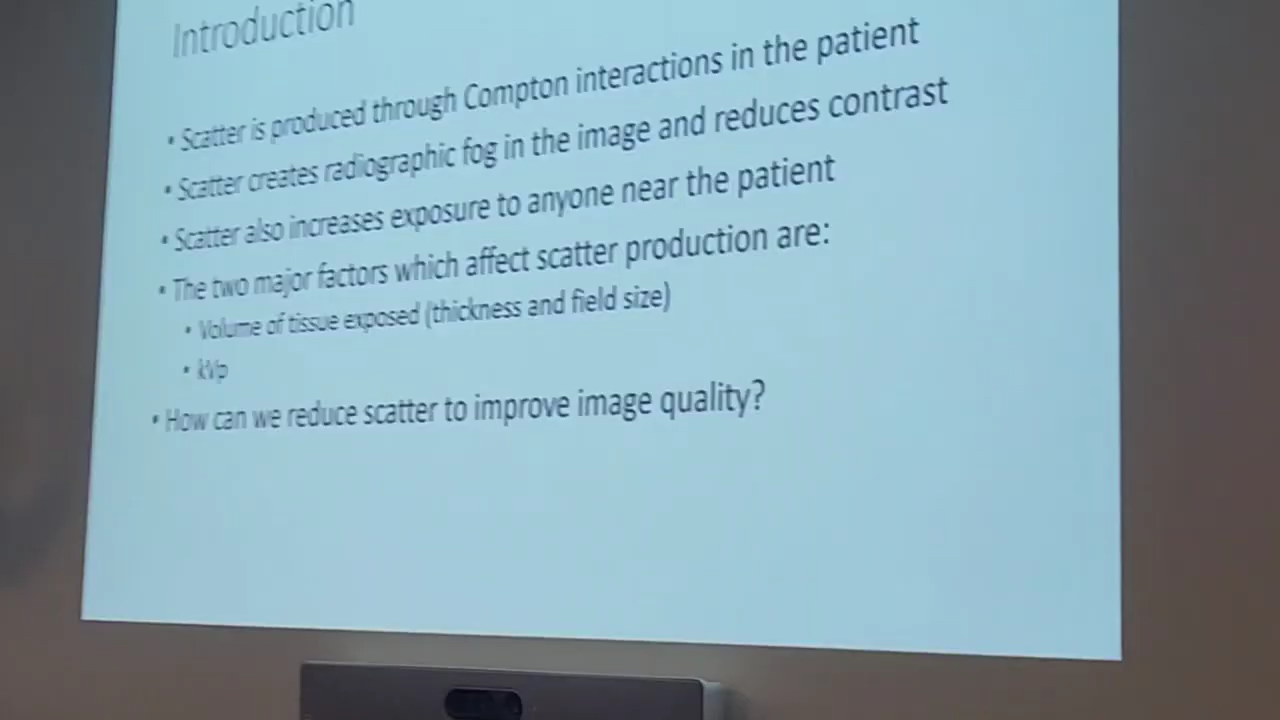 Introduction
• Scatter is produced through Compton interactions in the patient
• Scatter creates radiographic fog in the image and reduces contrast
• Scatter also increases exposure to anyone near the patient
• The two major factors which affect scatter production are:
• Volume of tissue exposed (thickness and field size)
• kVp
• How can we reduce scatter to improve image quality?